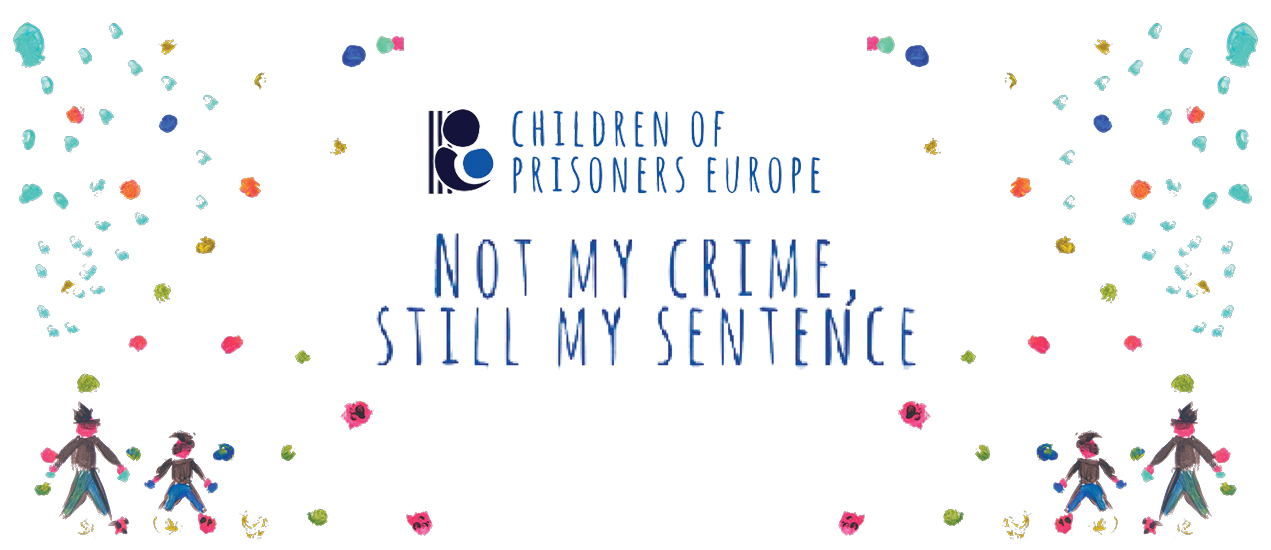 CHILDREN OF
PRISONERS EUROPE
NOT MY CRIME,
STILL MY SENTENCE